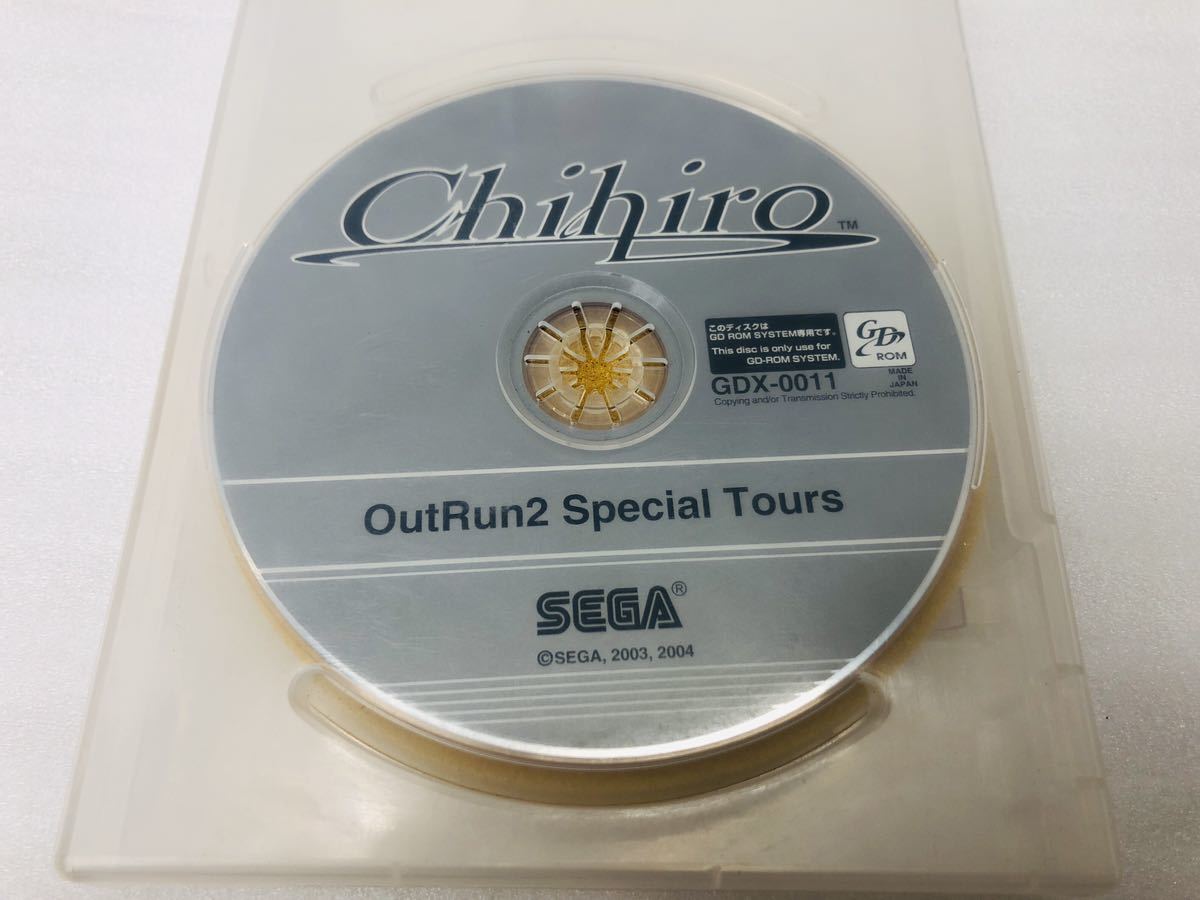 Chihiro™
このディスクは
GD ROM SYSTEM専用です。
This disc is only use for
GD-ROM SYSTEM.
GD
ROM
GDX-0011
MADE
IN
JAPAN
Copying and/or Transmission Strictly Prohibited.
OutRun2 Special Tours
SEGA®
©SEGA, 2003, 2004